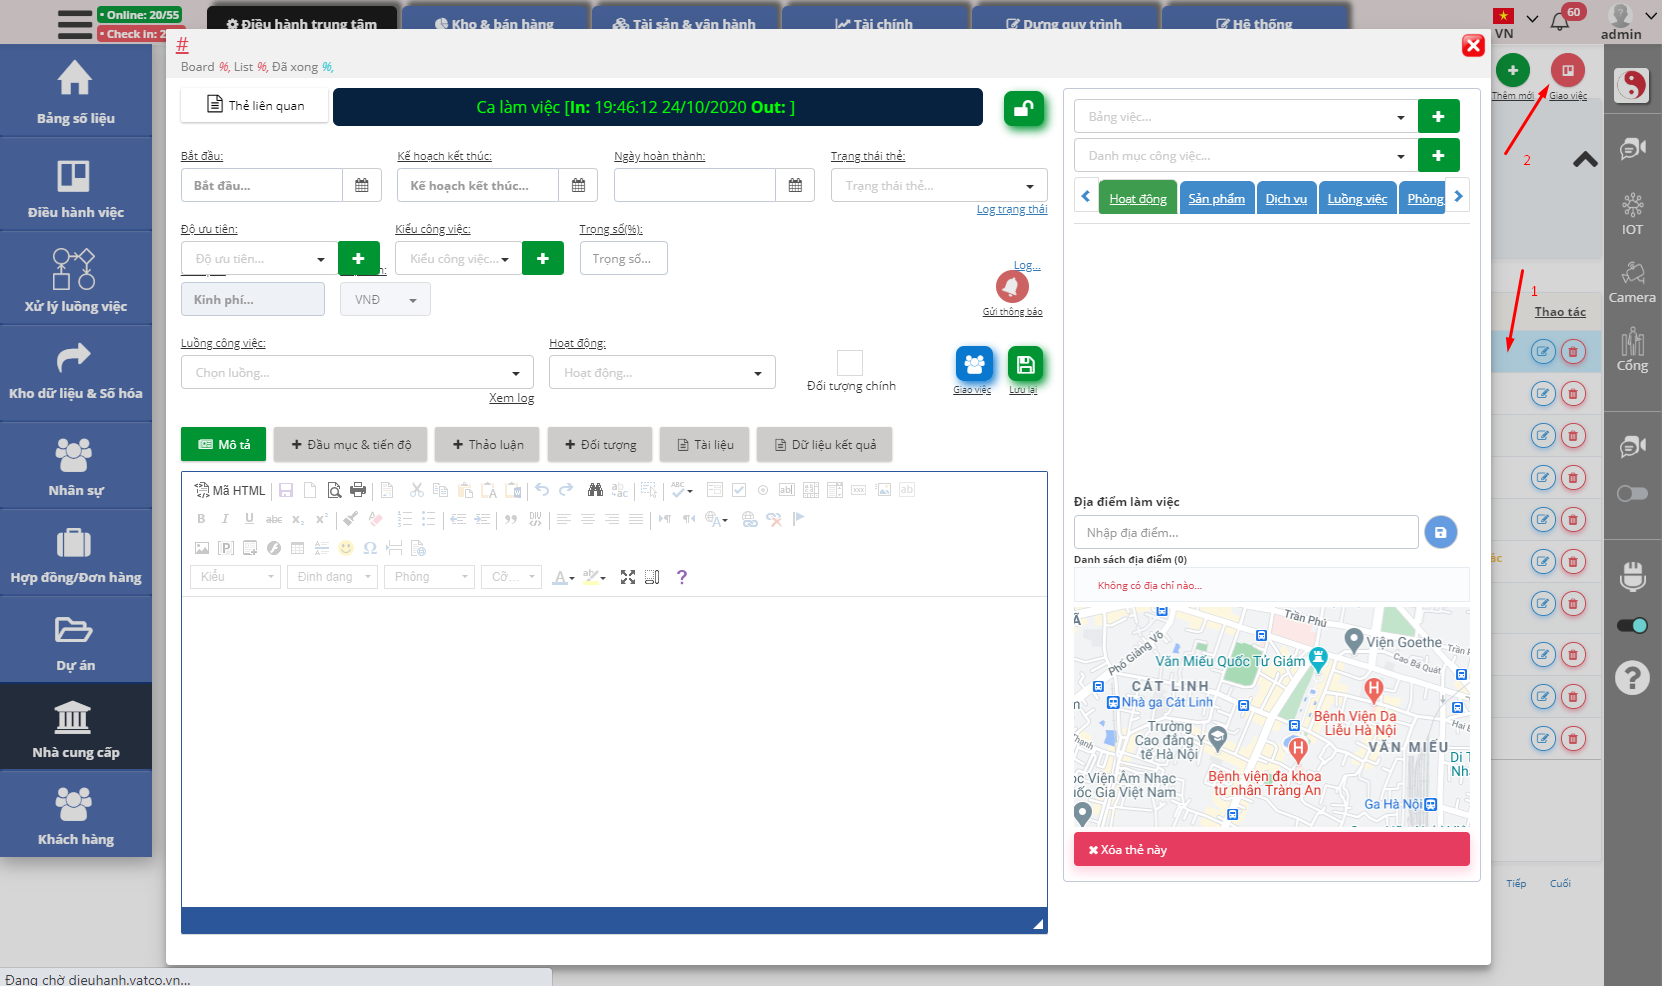 Online: 20/55
Check in: 2
Điều hành trung tâm
Kho & bán hàng
Tài sản & vận hành
Tài chính
Dựng quy trình
Hệ thống
VN
60
admin
Bảng số liệu
Điều hành việc
Xử lý luồng việc
Kho dữ liệu & Số hóa
Nhân sự
Hợp đồng/Đơn hàng
Dự án
Nhà cung cấp
Khách hàng
#
Board %, List %, Đã xong %,
Thẻ liên quan
Ca làm việc [In: 19:46:12 24/10/2020 Out: ]
Bắt đầu:
Kế hoạch kết thúc:
Ngày hoàn thành:
Trạng thái thẻ:
Bắt đầu...
Kế hoạch kết thúc...
Trạng thái thẻ...
Log trạng thái
Độ ưu tiên:
Kiểu công việc:
Trọng số(%):
Độ ưu tiên...
Kiểu công việc...
Trọng số...
Kinh phí...
VNĐ
Log...
Gửi thông báo
Luồng công việc:
Hoạt động:
Chọn luồng...
Hoạt động...
Xem log
Đối tượng chính
Giao việc
Lưu lại
Mô tả
Đầu mục & tiến độ
Thảo luận
Đối tượng
Tài liệu
Dữ liệu kết quả
Mã HTML
Kiểu
Định dạng
Phông
Cỡ...
Bảng việc...
Danh mục công việc...
Hoạt động
Sản phẩm
Dịch vụ
Luồng việc
Phòng
Địa điểm làm việc
Nhập địa điểm...
Danh sách địa điểm (0)
Không có địa chỉ nào...
Trần Phú
Phố Giảng Võ
Viện Goethe
Cao Bá Quát
Văn Miếu Quốc Tử Giám
CÁT LINH
Nhà ga Cát Linh
Bệnh Viện Da
Liễu Hà Nội
Trường
Cao đẳng Y
tế Hà Nội
VĂN MIẾU
Bệnh viện đa khoa
tư nhân Tràng An
ọc Viện Âm Nhạc
uốc Gia Việt Nam
Ga Hà Nội
Xóa thẻ này
Thêm mới
Giao việc
2
1
Thao tác
ác
Tiếp
Cuối
IOT
Camera
Cổng
Đang chờ dieuhanh.vatco.vn...